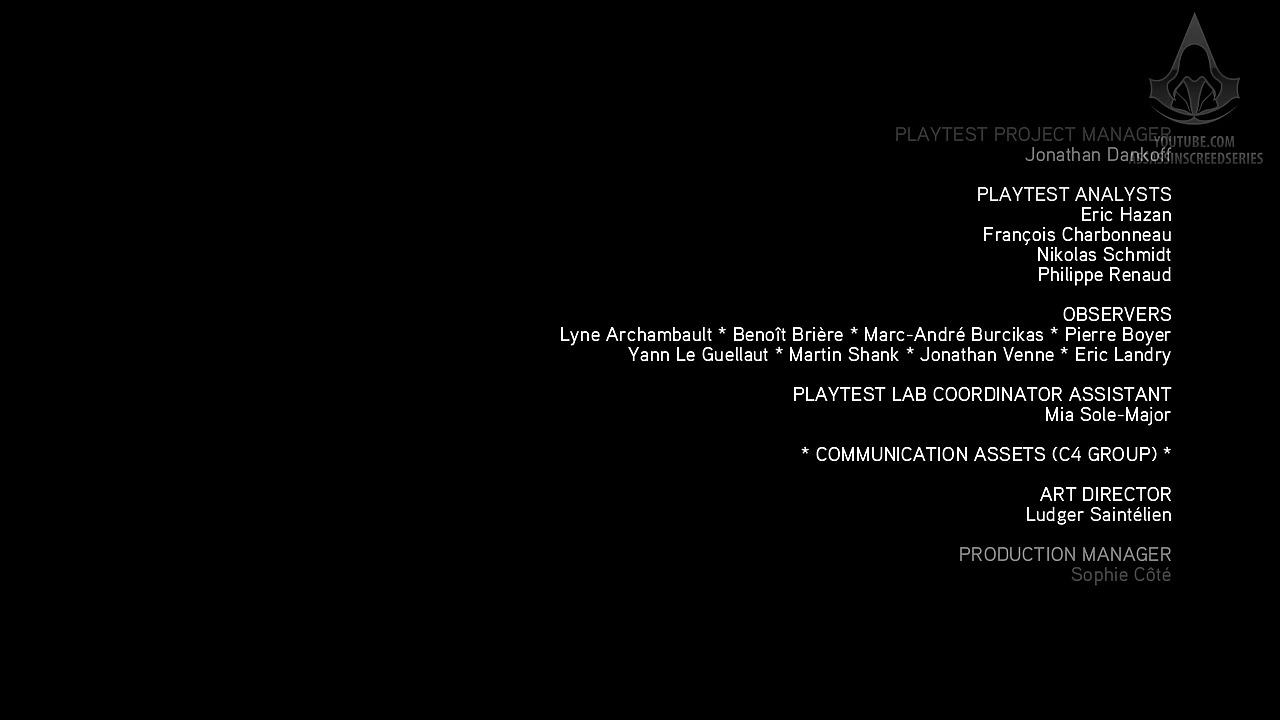 PLAYTEST PROJECT MANAGER
Jonathan Dankoff
YOUTUBE.COM
ASSASSINSCREEDSERIES
PLAYTEST ANALYSTS
Eric Hazan
François Charbonneau
Nikolas Schmidt
Philippe Renaud
OBSERVERS
Lyne Archambault * Benoît Brière * Marc-André Burcikas * Pierre Boyer
Yann Le Guellaut * Martin Shank * Jonathan Venne * Eric Landry
PLAYTEST LAB COORDINATOR ASSISTANT
Mia Sole-Major
* COMMUNICATION ASSETS (C4 GROUP) *
ART DIRECTOR
Ludger Saintélien
PRODUCTION MANAGER
Sophie Côté